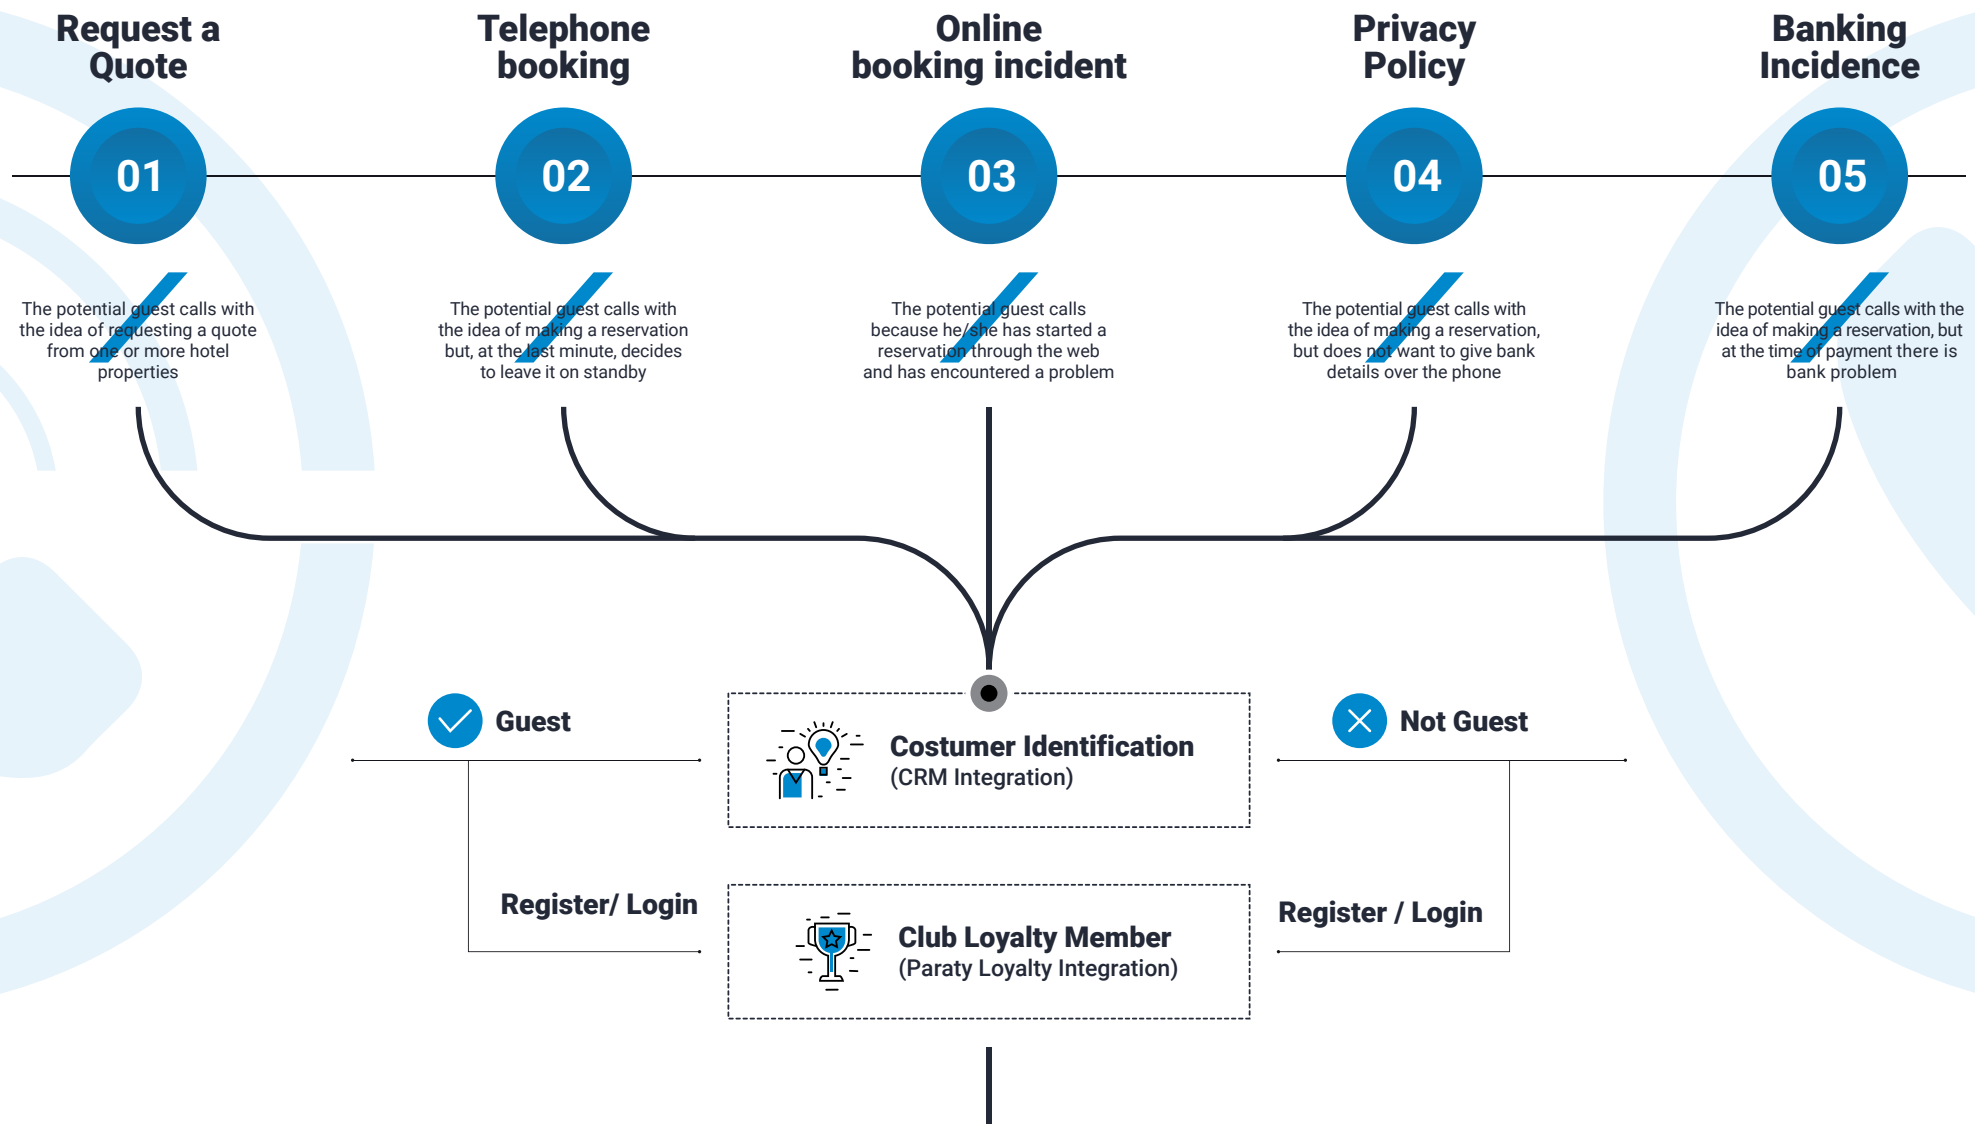 Request a
Quote
Telephone
booking
Online
booking incident
Privacy
Policy
Banking
Incidence
01
02
03
04
05
The potential guest calls with
the idea of requesting a quote
from one or more hotel
properties
The potential guest calls with
the idea of making a reservation
but, at the last minute, decides
to leave it on standby
The potential guest calls
because he/she has started a
reservation through the web
and has encountered a problem
The potential guest calls with
the idea of making a reservation,
but does not want to give bank
details over the phone
The potential guest calls with the
idea of making a reservation, but
at the time of payment there is
bank problem
Guest
Costumer Identification
(CRM Integration)
Not Guest
Register/ Login
Club Loyalty Member
(Paraty Loyalty Integration)
Register / Login